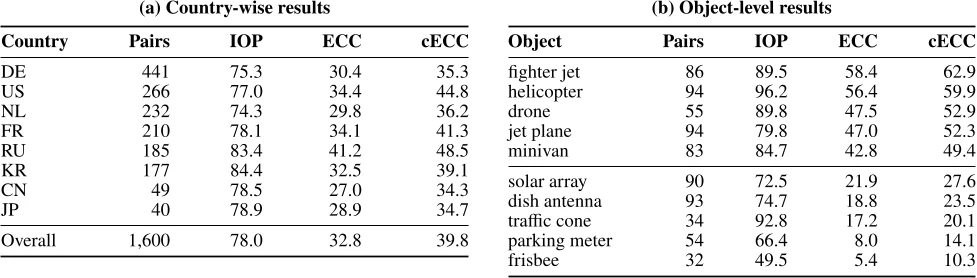 (a) Country-wise results
Country Pairs IOP ECC cECC
DE 441 75.3 30.4 35.3
US 266 77.0 34.4 44.8
NL 232 74.3 29.8 36.2
FR 210 78.1 34.1 41.3
RU 185 83.4 41.2 48.5
KR 177 84.4 32.5 39.1
CN 49 78.5 27.0 34.3
JP 40 78.9 28.9 34.7
Overall 1,600 78.0 32.8 39.8
(b) Object-level results
Object Pairs IOP ECC cECC
fighter jet 86 89.5 58.4 62.9
helicopter 94 96.2 56.4 59.9
drone 55 89.8 47.5 52.9
jet plane 94 79.8 47.0 52.3
minivan 83 84.7 42.8 49.4
solar array 90 72.5 21.9 27.6
dish antenna 93 74.7 18.8 23.5
traffic cone 34 92.8 17.2 20.1
parking meter 54 66.4 8.0 14.1
frisbee 32 49.5 5.4 10.3